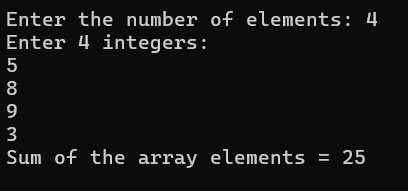 Enter the number of elements: 4
Enter 4 integers:
5
8
9
3
Sum of the array elements = 25